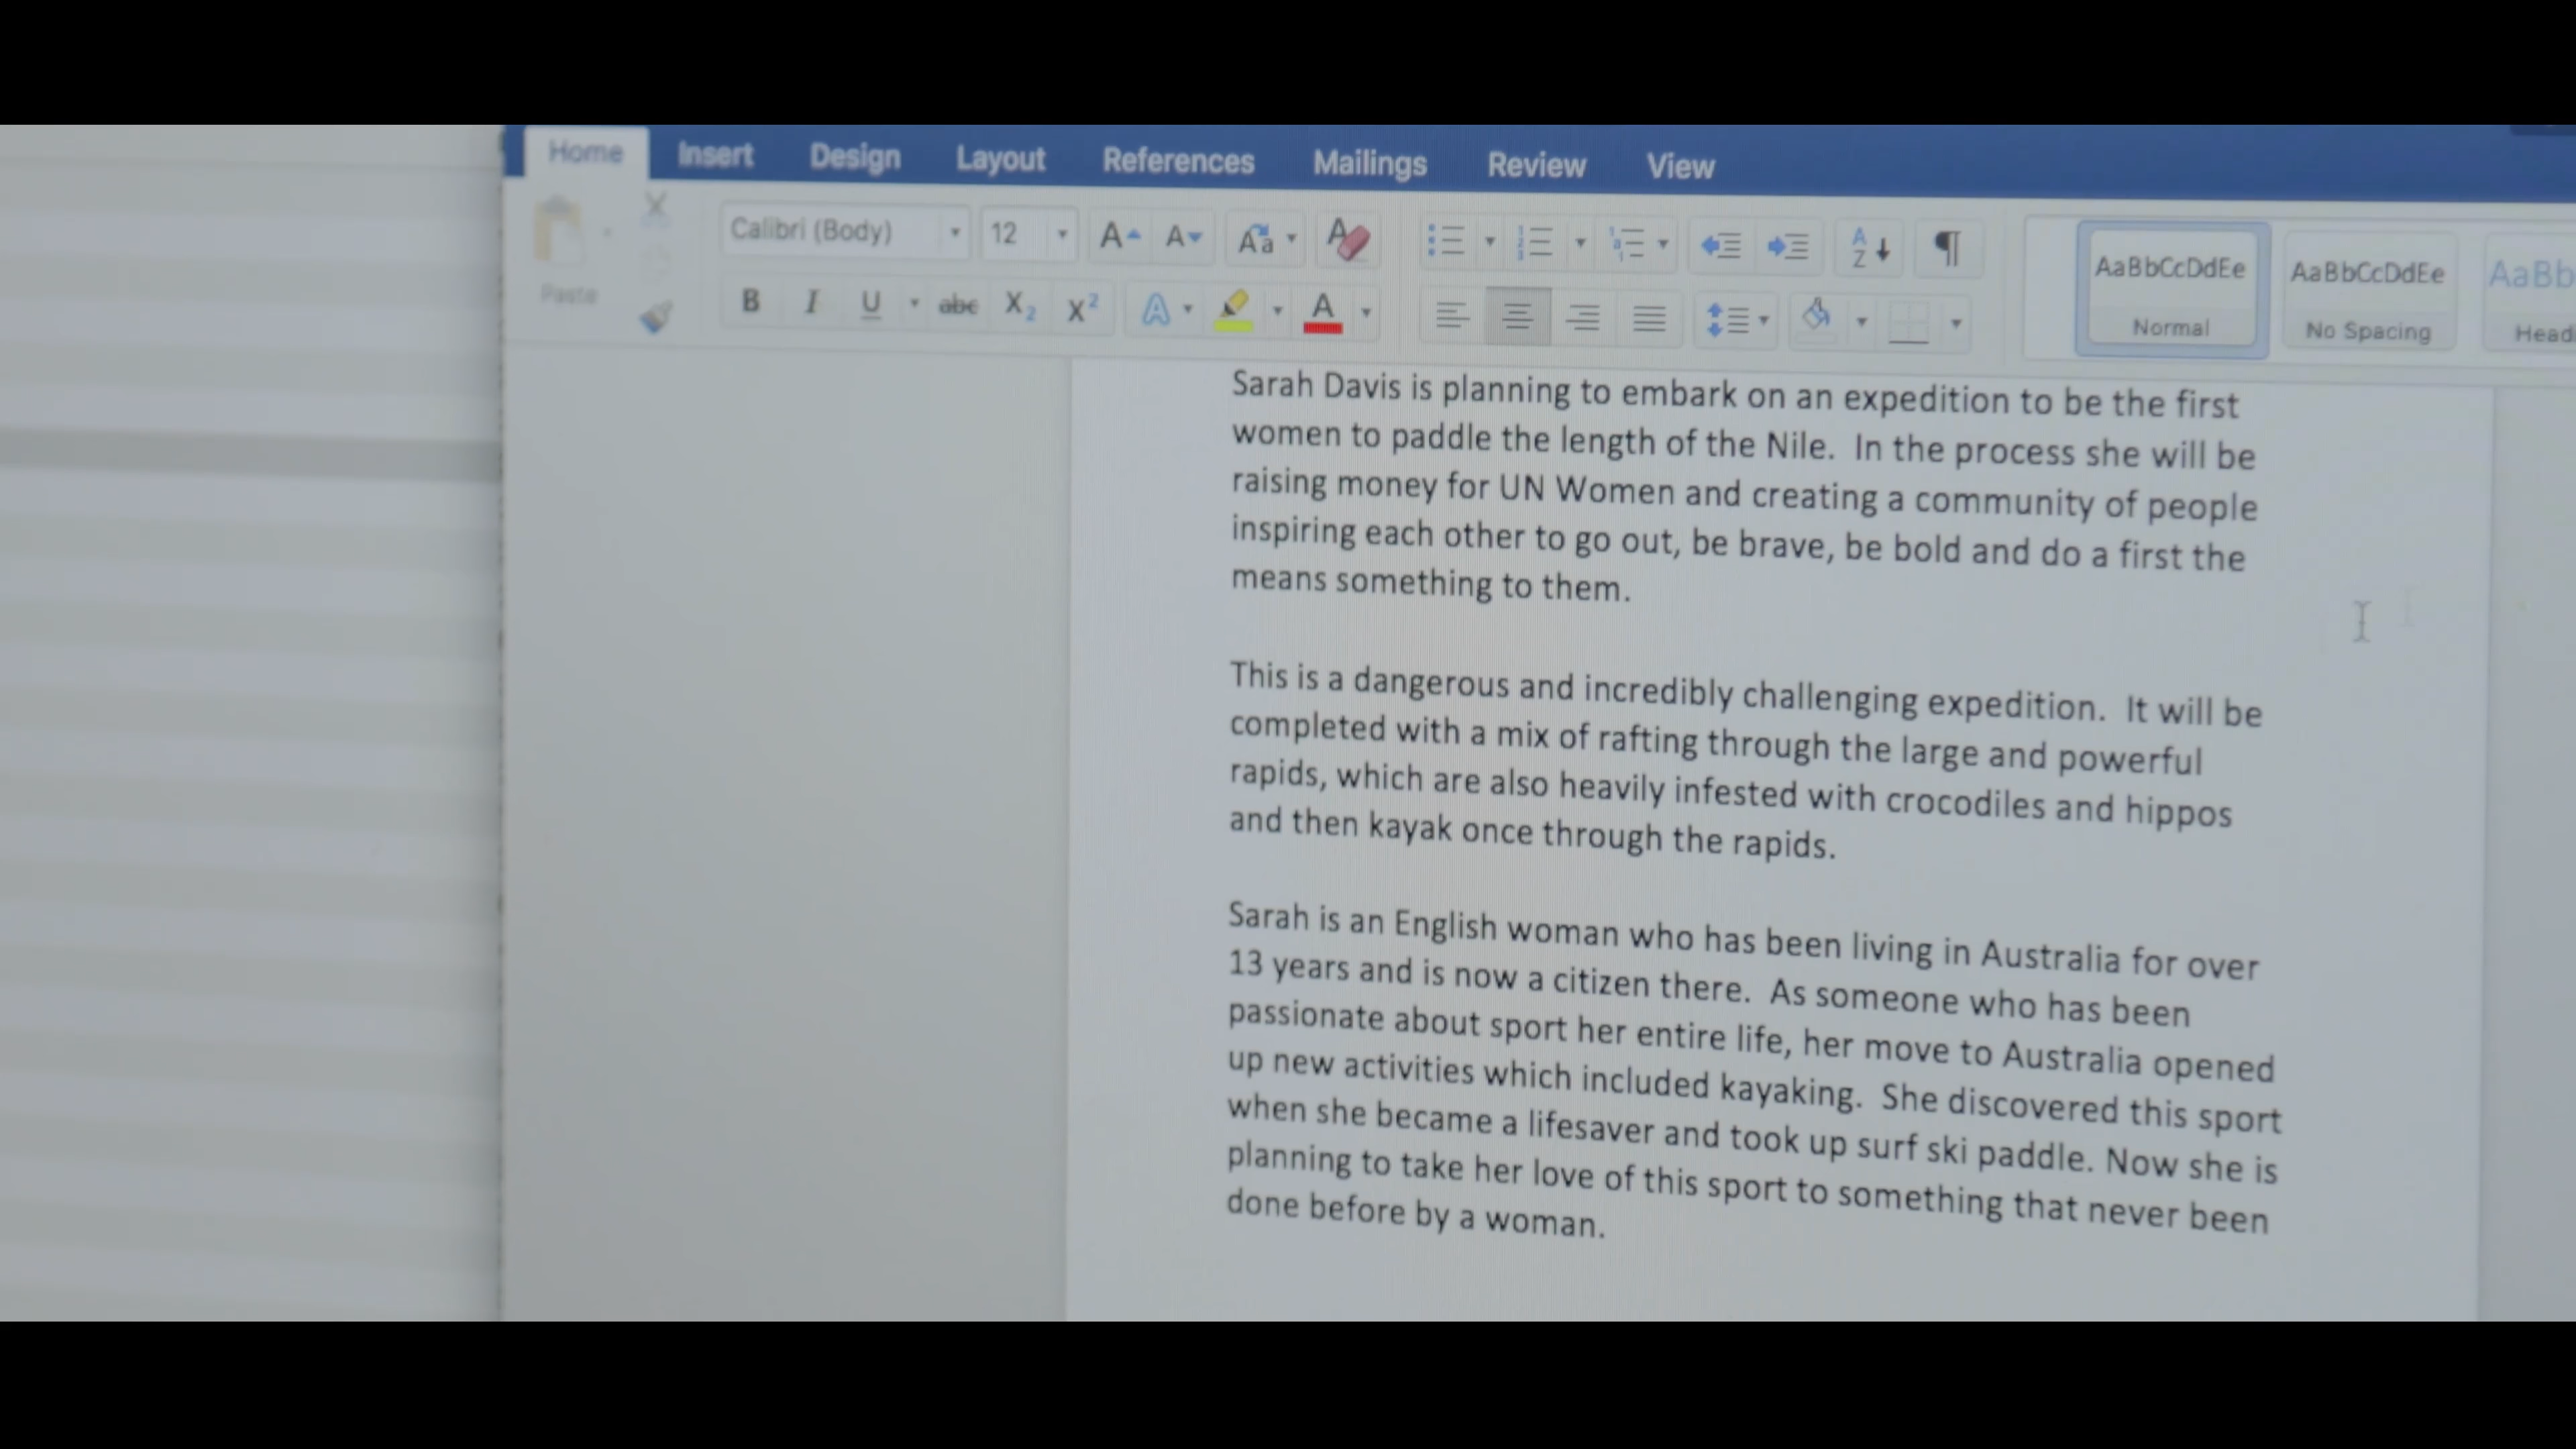 Home Insert Design Layout References Mailings Review View
Paste
Calibri (Body) 12
AaBbCcDdEe AaBbCcDdEe AaBb
B I U abc X2 X2 A A
Normal No Spacing Head
Sarah Davis is planning to embark on an expedition to be the first
women to paddle the length of the Nile.  In the process she will be
raising money for UN Women and creating a community of people
inspiring each other to go out, be brave, be bold and do a first the
means something to them.
This is a dangerous and incredibly challenging expedition.  It will be
completed with a mix of rafting through the large and powerful
rapids, which are also heavily infested with crocodiles and hippos
and then kayak once through the rapids.
Sarah is an English woman who has been living in Australia for over
13 years and is now a citizen there.  As someone who has been
passionate about sport her entire life, her move to Australia opened
up new activities which included kayaking.  She discovered this sport
when she became a lifesaver and took up surf ski paddle. Now she is
planning to take her love of this sport to something that never been
done before by a woman.